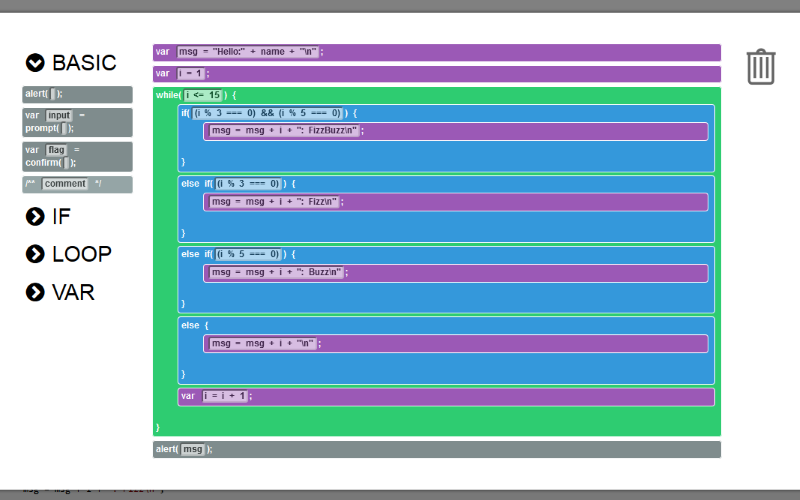 BASIC
alert( );
var input =
prompt( );
var flag =
confirm( );
/** comment */
IF
LOOP
VAR
var msg = "Hello:" + name + "\n" ;
var i = 1 ;
while( i <= 15 ) {
if( (i % 3 === 0) && (i % 5 === 0) ) {
msg = msg + i + ": FizzBuzz\n" ;
}
else if( (i % 3 === 0) ) {
msg = msg + i + ": Fizz\n" ;
}
else if( (i % 5 === 0) ) {
msg = msg + i + ": Buzz\n" ;
}
else {
msg = msg + i + "\n" ;
}
var i = i + 1 ;
}
alert( msg );